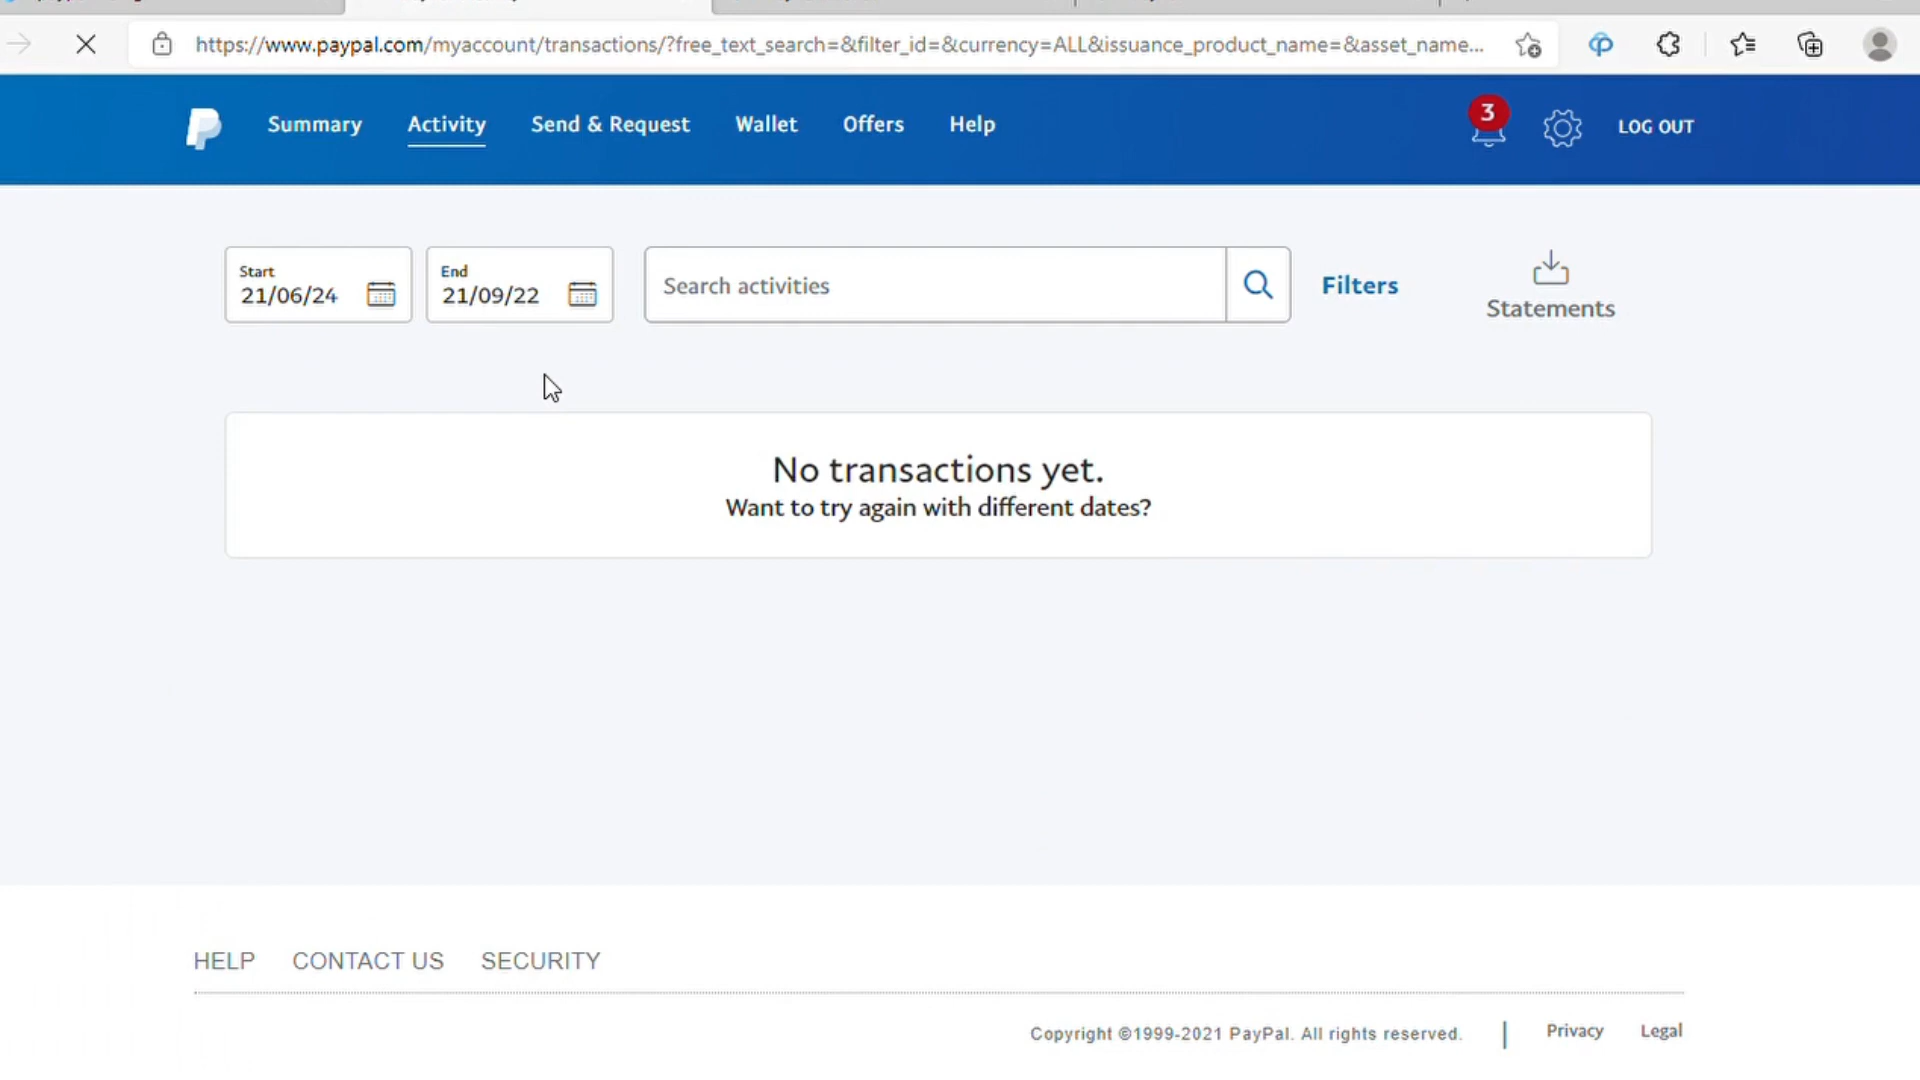 https://www.paypal.com/myaccount/transactions/?free_text_search=&filter_id=&currency=ALL&issuance_product_name=&asset_name...
Summary
Activity
Send & Request
Wallet
Offers
Help
3
LOG OUT
Start
21/06/24
End
21/09/22
Search activities
Filters
Statements
No transactions yet.
Want to try again with different dates?
HELP
CONTACT US
SECURITY
Copyright ©1999-2021 PayPal. All rights reserved.
Privacy
Legal